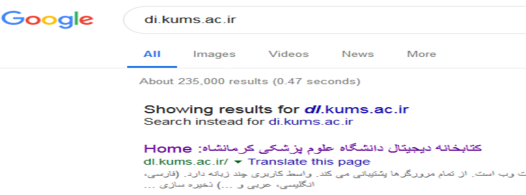 Google
di.kums.ac.ir
All Images Videos News More
About 235,000 results (0.47 seconds)
Showing results for dl.kums.ac.ir
Search instead for di.kums.ac.ir
کتابخانه دیجیتال دانشگاه علوم پزشکی کرمانشاه: Home
dl.kums.ac.ir/ ▼ Translate this page
ت وب است. از تمام مرورگرها پشتیبانی می کند. واسط کاربری چند زبانه دارد. (فارسی،
انگلیسی، عربی و ...) ذخیره سازی ...